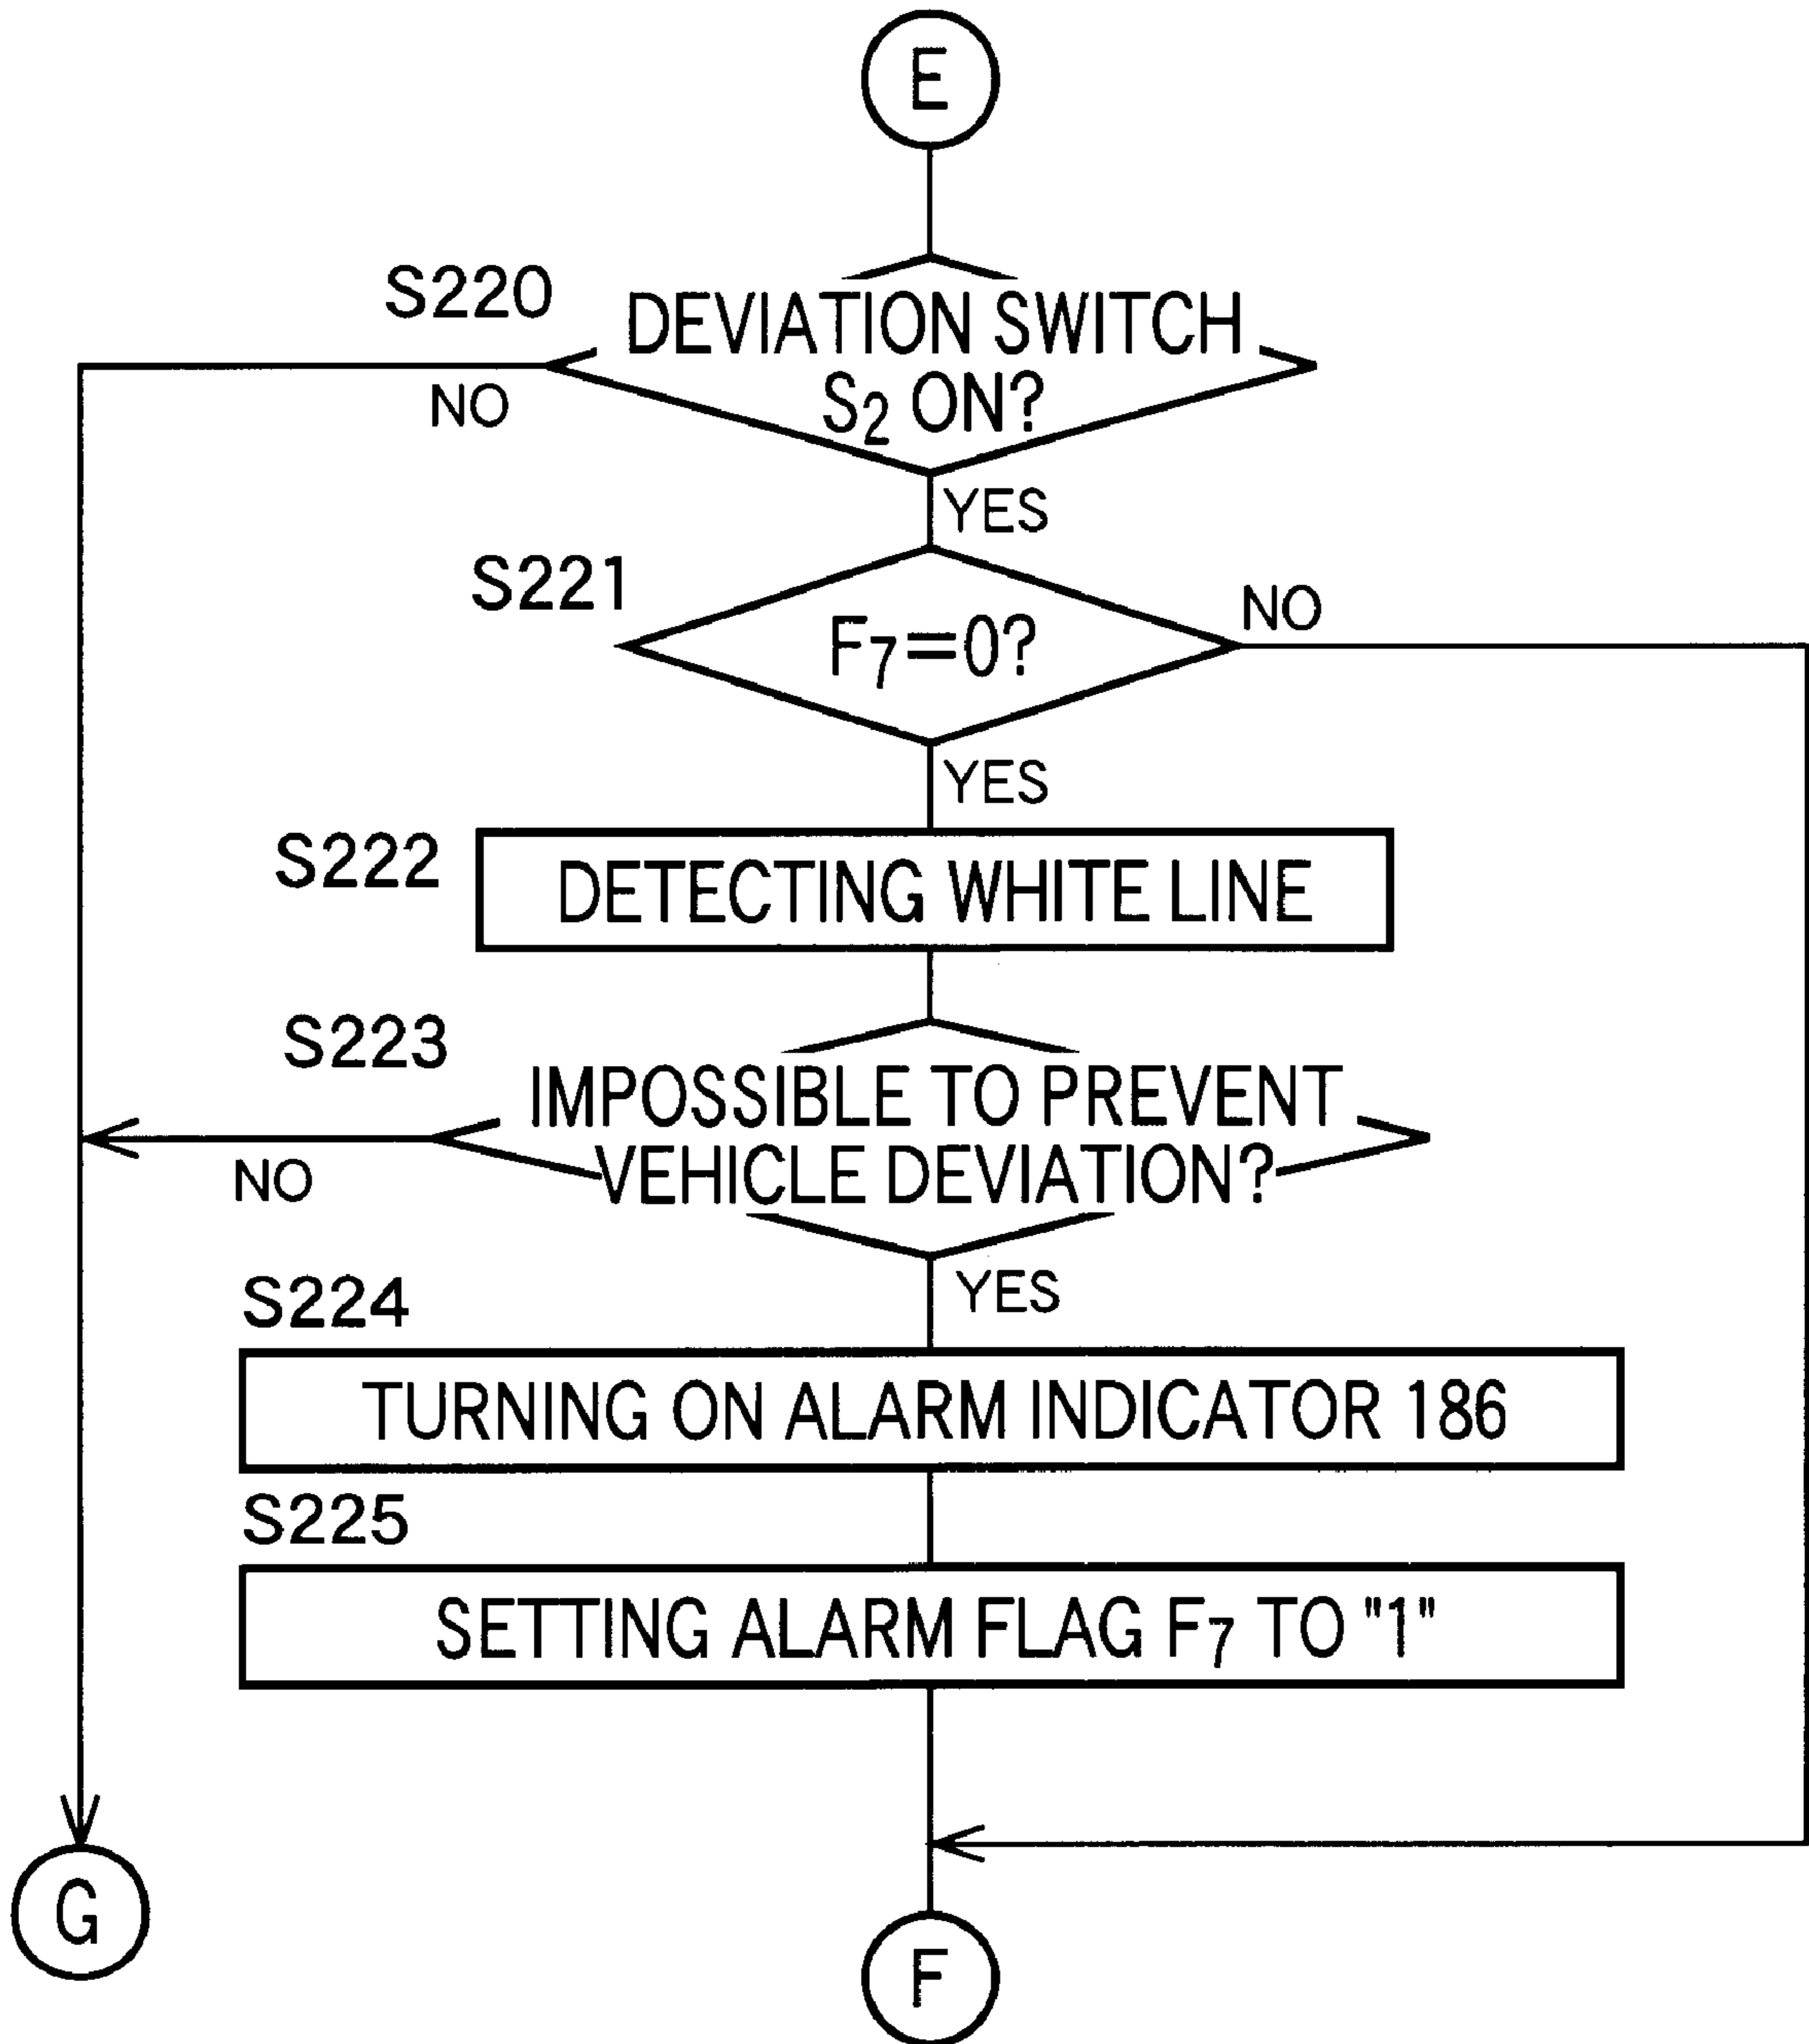 E
S220
DEVIATION SWITCH
S₂ ON?
NO
YES
S221
F₇=0?
NO
YES
S222
DETECTING WHITE LINE
S223
IMPOSSIBLE TO PREVENT
VEHICLE DEVIATION?
NO
YES
S224
TURNING ON ALARM INDICATOR 186
S225
SETTING ALARM FLAG F₇ TO "1"
G
F